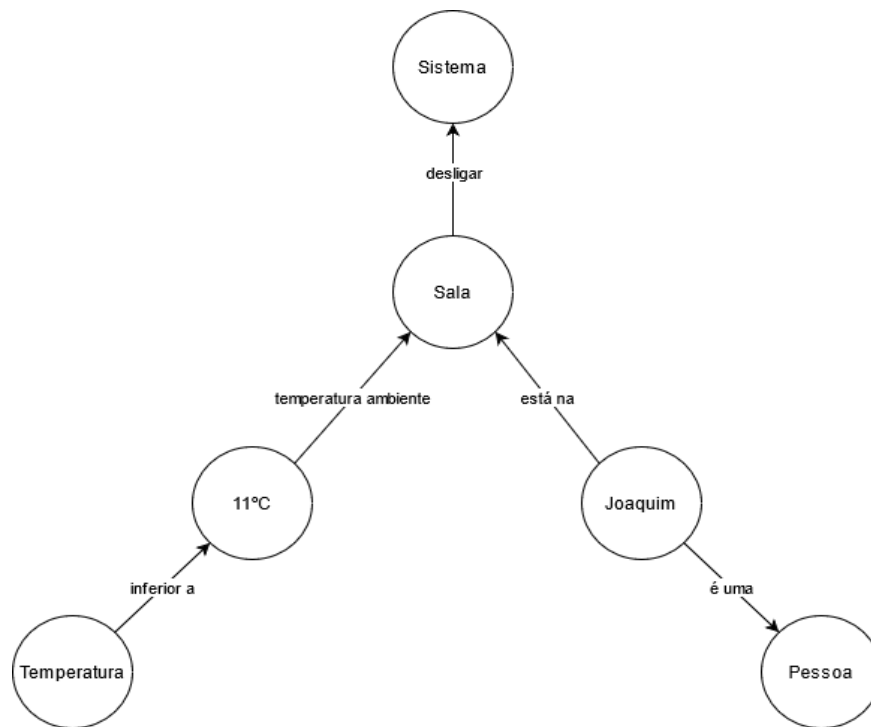 Sistema
desligar
Sala
temperatura ambiente
está na
11ºC
Joaquim
inferior a
é uma
Temperatura
Pessoa